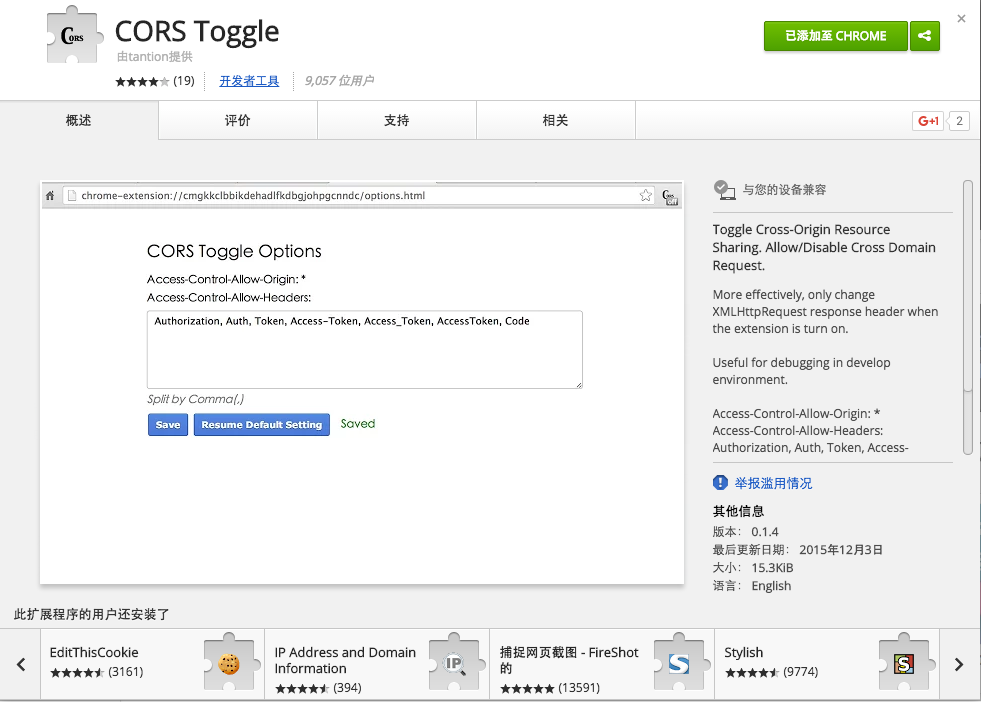 CORS
CORS Toggle
由tantion提供
(19) 开发者工具 9,057 位用户
已添加至 CHROME
×
概述 评价 支持 相关
G+1 2
chrome-extension://cmgkkclbbikdehadlfkdbgjohpgcnndc/options.html
CORS Toggle Options
Access-Control-Allow-Origin: *
Access-Control-Allow-Headers:
Authorization, Auth, Token, Access-Token, Access_Token, AccessToken, Code
Split by Comma(,)
Save Resume Default Setting Saved
与您的设备兼容
Toggle Cross-Origin Resource
Sharing. Allow/Disable Cross Domain
Request.
More effectively, only change
XMLHttpRequest response header when
the extension is turn on.
Useful for debugging in develop
environment.
Access-Control-Allow-Origin: *
Access-Control-Allow-Headers:
Authorization, Auth, Token, Access-
举报滥用情况
其他信息
版本： 0.1.4
最后更新日期： 2015年12月3日
大小： 15.3KiB
语言： English
此扩展程序的用户还安装了
EditThisCookie
(3161)
IP Address and Domain
Information
(394)
IP
捕捉网页截图 - FireShot
的
(13591)
S
Stylish
(9774)
S